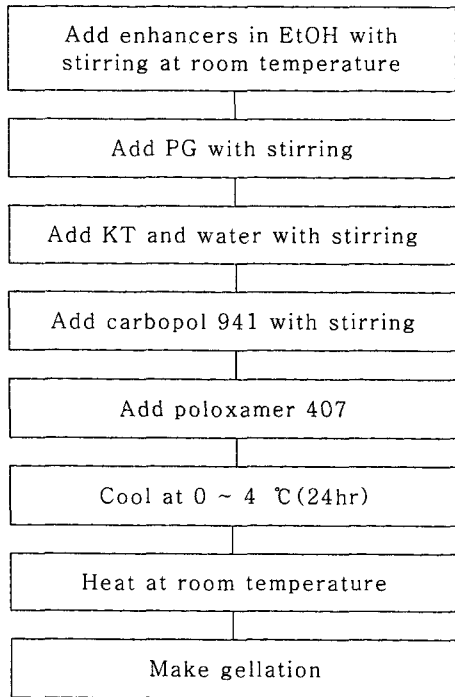 Add enhancers in EtOH with
stirring at room temperature
Add PG with stirring
Add KT and water with stirring
Add carbopol 941 with stirring
Add poloxamer 407
Cool at 0 ~ 4 ℃(24hr)
Heat at room temperature
Make gellation